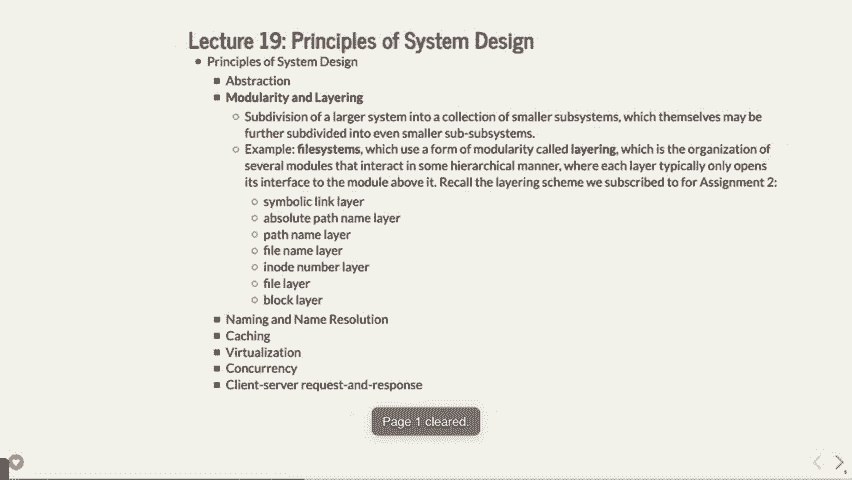 Lecture 19: Principles of System Design
Principles of System Design
Abstraction
Modularity and Layering
Subdivision of a larger system into a collection of smaller subsystems, which themselves may be
further subdivided into even smaller sub-subsystems.
Example: filesystems, which use a form of modularity called layering, which is the organization of
several modules that interact in some hierarchical manner, where each layer typically only opens
its interface to the module above it. Recall the layering scheme we subscribed to for Assignment 2:
symbolic link layer
absolute path name layer
path name layer
file name layer
inode number layer
file layer
block layer
Naming and Name Resolution
Caching
Virtualization
Concurrency
Client-server request-and-response
Page 1 cleared.